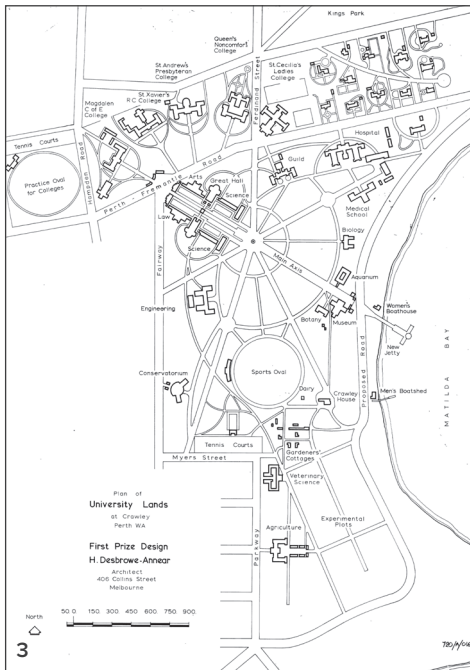 Kings Park
Queen's
Noncomfort
College
St Andrew's
Presbyteran
College
St Cecilia's
Ladies
College
Ferdinand Street
St.Xavier's
R.C College
Magdalen
C of E
College
Tennis Courts
Hampton Road
Practice Oval
for Colleges
Perth - Fremantle Road
Hospital
Guild
Arts
Great Hall
Science
Law
Medical
School
Biology
Science
Fairway
Main Axis
Aquarium
Women's
Boathouse
Engineering
Botany
Museum
New
Jetty
Proposed Road
MATILDA BAY
Sports Oval
Conservatorium
Dairy
Crawley
House
Men's Boatshed
Tennis Courts
Gardeners'
Cottages
Myers Street
Veterinary
Science
Plan of
University Lands
at Crawley
Perth WA
First Prize Design
H. Desbrowe-Annear
Architect
406 Collins Street
Melbourne
Agriculture
Experimental
Plots
Parkway
North
50 0 150 300 450 600 750 900
3